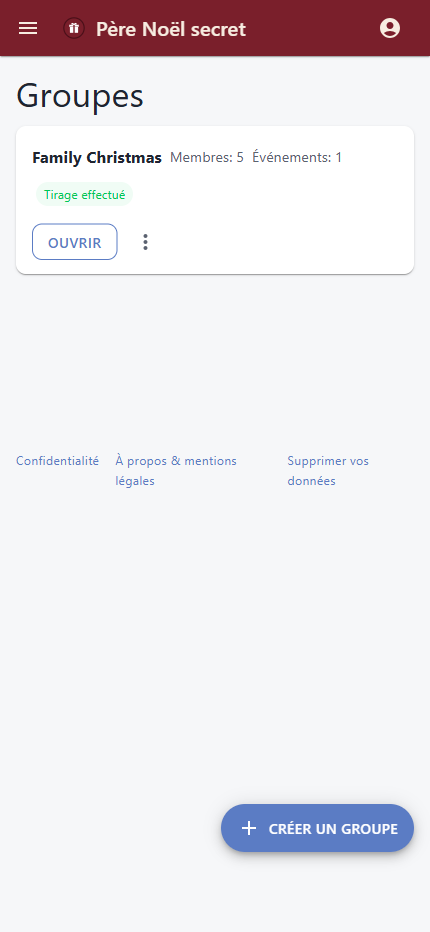 Père Noël secret
Groupes
Family Christmas Membres: 5 Événements: 1
Tirage effectué
OUVRIR
Confidentialité À propos & mentions légales Supprimer vos données
CRÉER UN GROUPE